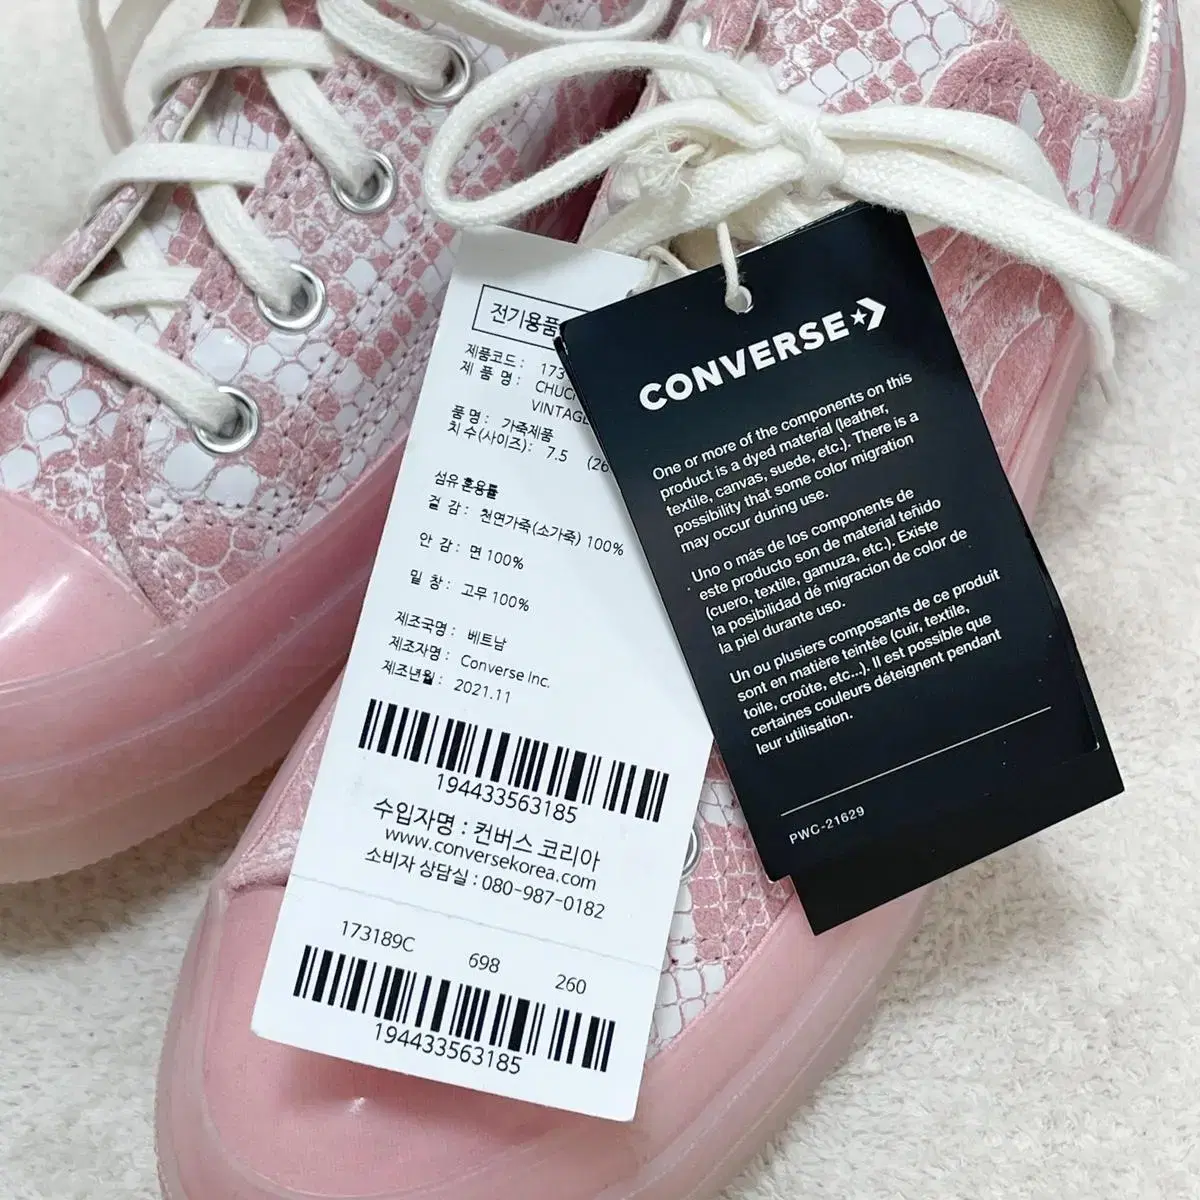 전기용품
제품코드 : 173
제 품 명 :
VINTAGE
품 명 : 가죽제품
치 수(사이즈) : 7.5 (26
섬유 혼용률
겉 감 : 천연가죽(소가죽) 100%
안 감 : 면 100%
밑 창 : 고무 100%
제조국명 : 베트남
제조자명 : Converse Inc.
제조년월 : 2021.11
194433563185
수입자명 : 컨버스 코리아
www.conversekorea.com
소비자 상담실 : 080-987-0182
173189C 698 260
194433563185
CONVERSE
One or more of the components on this
product is a dyed material (leather,
textile, canvas, suede, etc.). There is a
possibility that some color migration
may occur during use.
Uno o más de los componentes de
este producto son de material teñido
(cuero, textile, gamuza, etc.). Existe
la posibilidad dé migracion de color de
la piel durante uso.
Un ou plusiers composants de ce produit
sont en matière teintée (cuir, textile,
toile, croûte, etc...). Il est possible que
certaines couleurs déteignent pendant
leur utilisation.
PWC-21629